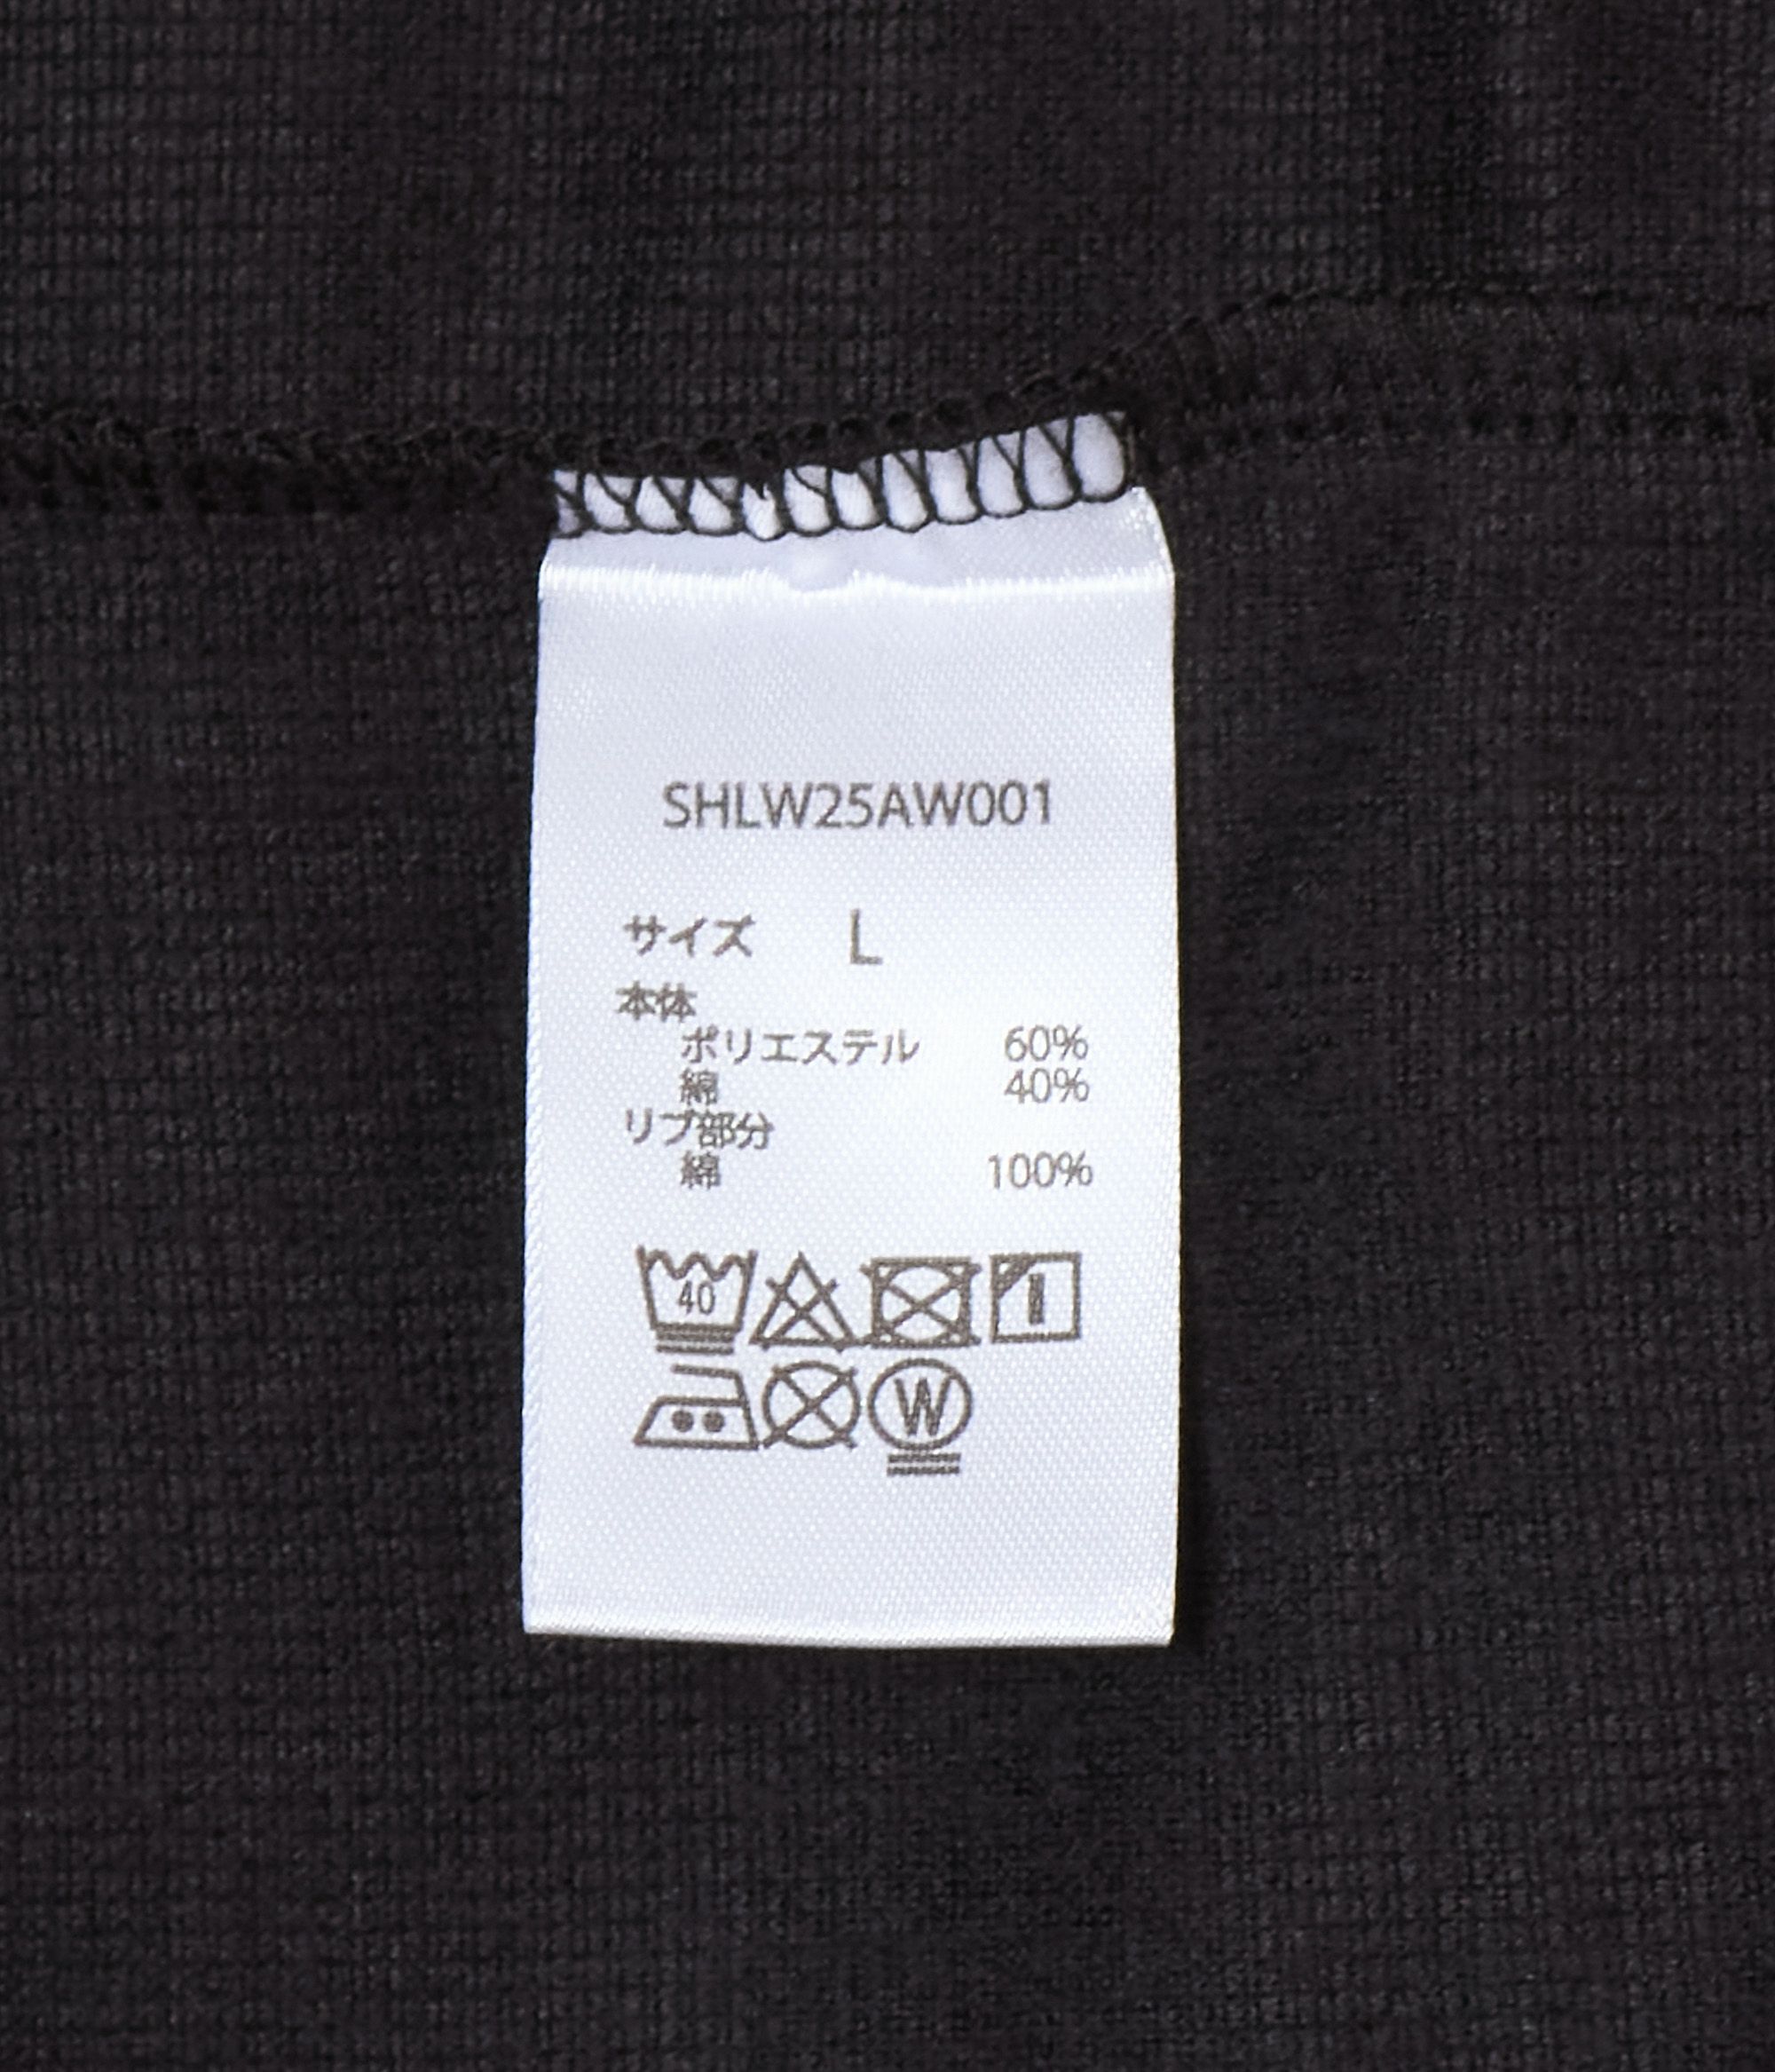 SHLW25AW001
サイズ L
本体
ポリエステル 60%
綿 40%
リブ部分
綿 100%
40
W